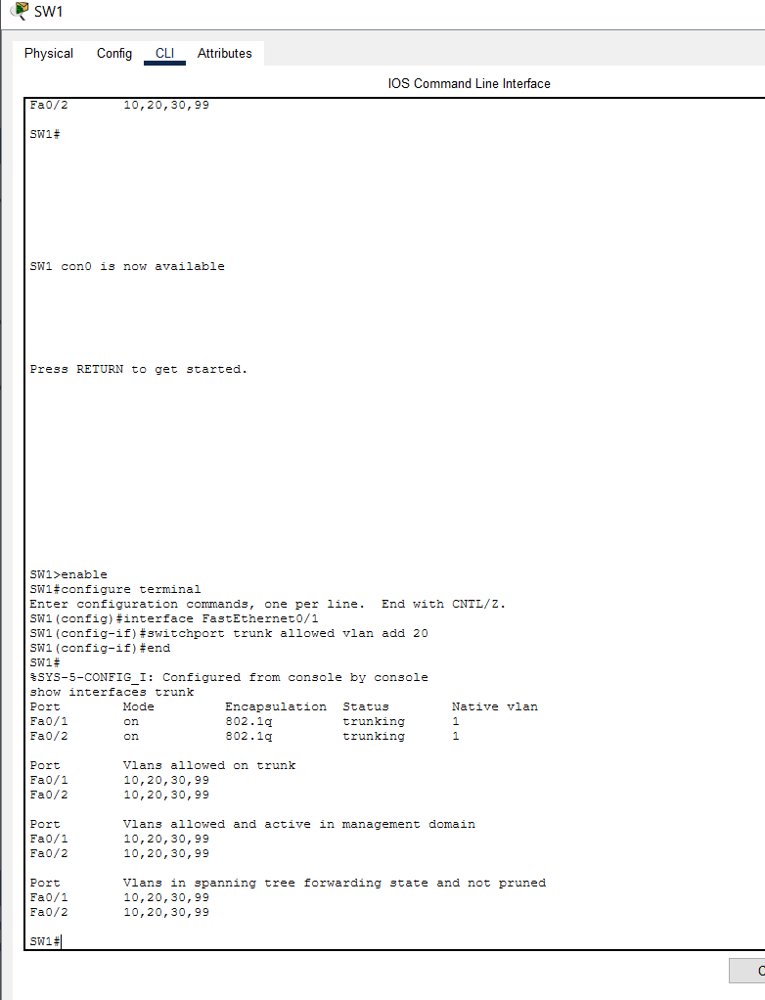 SW1
Physical Config CLI Attributes
IOS Command Line Interface
Fa0/2 10,20,30,99
SW1#
SW1 con0 is now available
Press RETURN to get started.
SW1>enable
SW1#configure terminal
Enter configuration commands, one per line. End with CNTL/Z.
SW1(config)#interface FastEthernet0/1
SW1(config-if)#switchport trunk allowed vlan add 20
SW1(config-if)#end
SW1#
%SYS-5-CONFIG_I: Configured from console by console
show interfaces trunk
Port Mode Encapsulation Status Native vlan
Fa0/1 on 802.1q trunking 1
Fa0/2 on 802.1q trunking 1
Port Vlans allowed on trunk
Fa0/1 10,20,30,99
Fa0/2 10,20,30,99
Port Vlans allowed and active in management domain
Fa0/1 10,20,30,99
Fa0/2 10,20,30,99
Port Vlans in spanning tree forwarding state and not pruned
Fa0/1 10,20,30,99
Fa0/2 10,20,30,99
SW1#